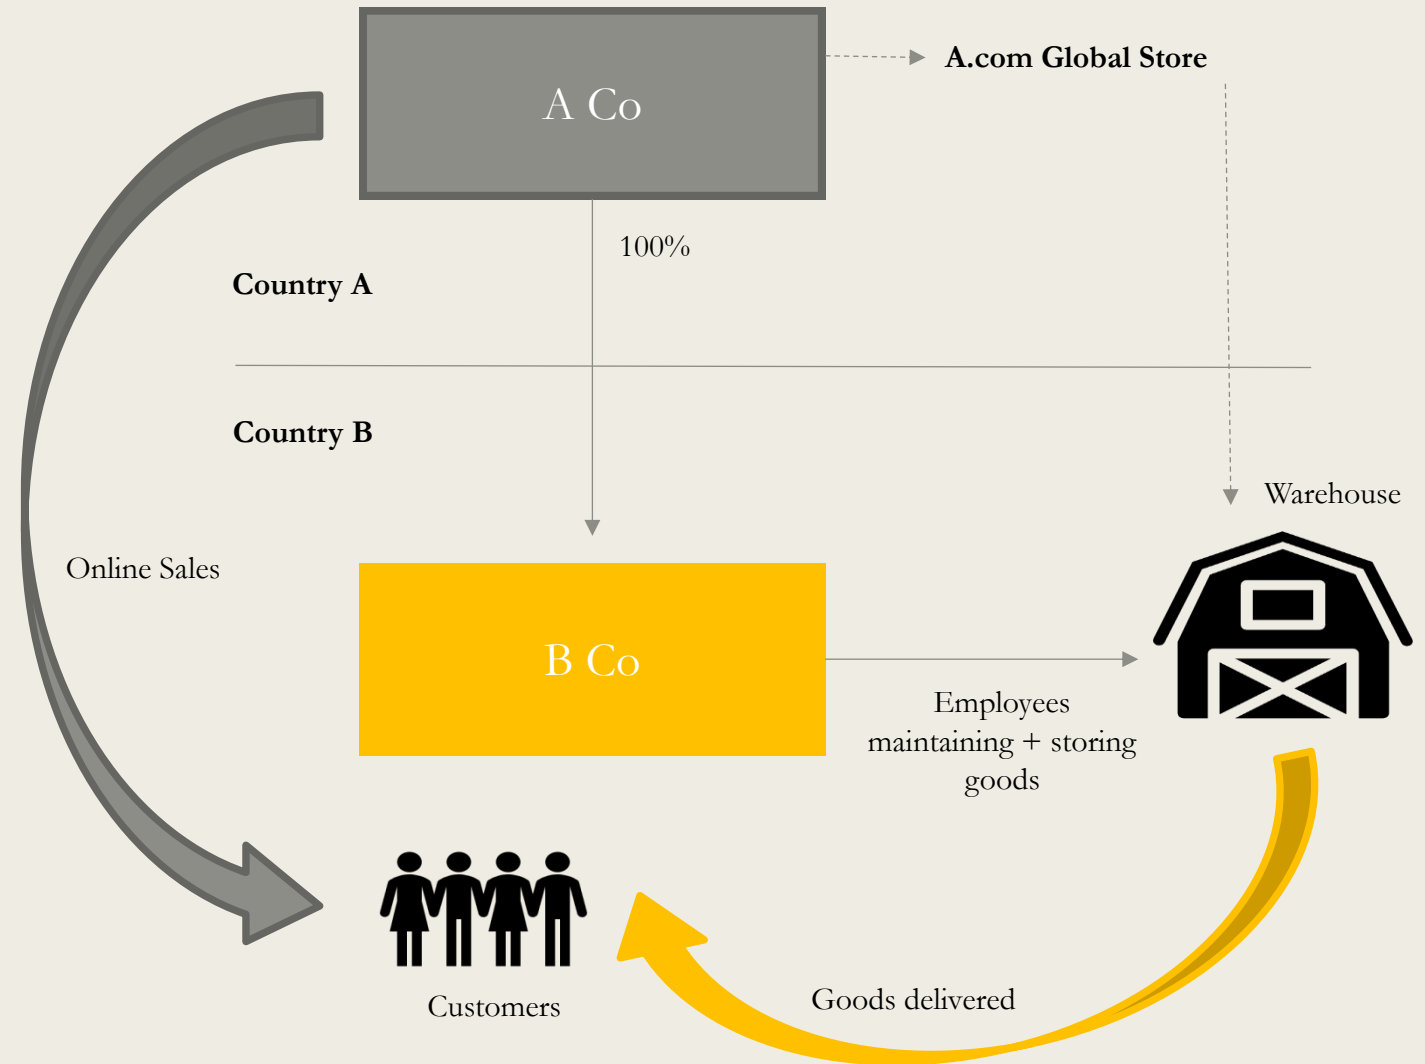 A Co
A.com Global Store
100%
Country A
Country B
Warehouse
Online Sales
B Co
Employees
maintaining + storing
goods
Goods delivered
Customers